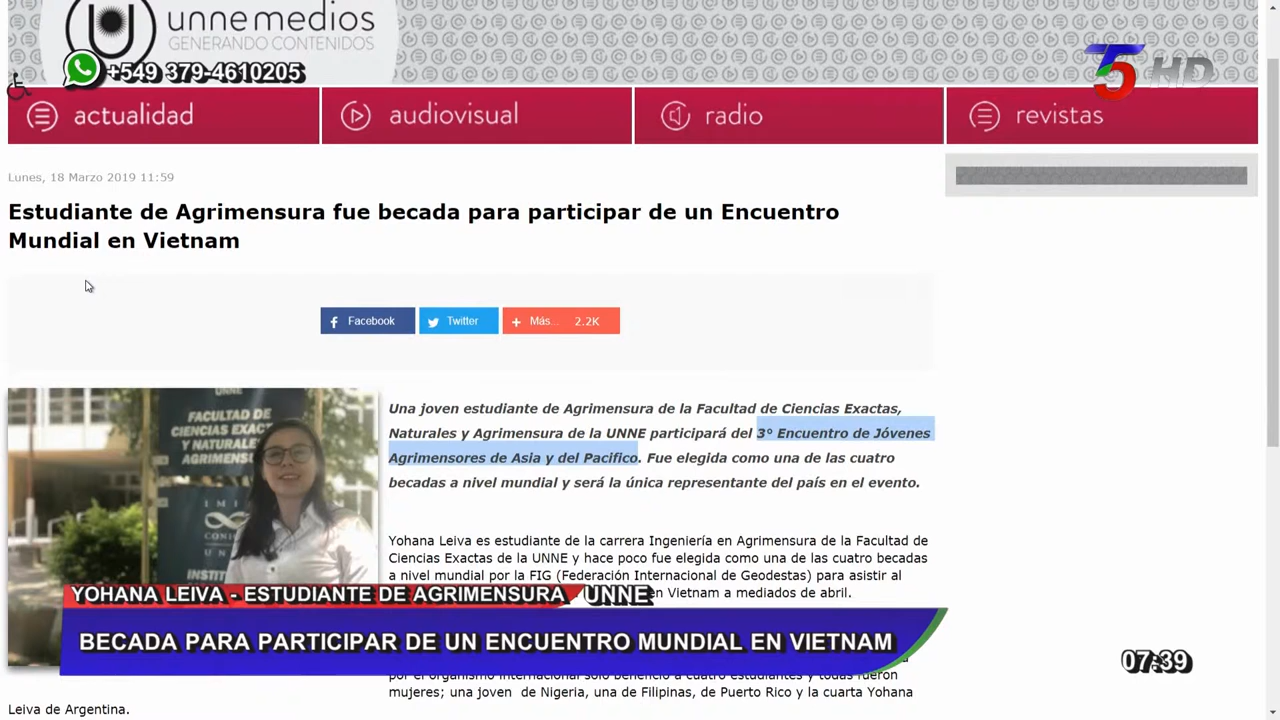 unnemedios
GENERANDO CONTENIDOS
+549 379-4610205
5 HD
actualidad
audiovisual
radio
revistas
Lunes, 18 Marzo 2019 11:59
Estudiante de Agrimensura fue becada para participar de un Encuentro
Mundial en Vietnam
Facebook
Twitter
Más... 2.2K
UNNE
FACULTAD DE
CIENCIAS EXACT
Y NATURALES
AGRIMENSU
Una joven estudiante de Agrimensura de la Facultad de Ciencias Exactas,
Naturales y Agrimensura de la UNNE participará del 3° Encuentro de Jóvenes
Agrimensores de Asia y del Pacifico. Fue elegida como una de las cuatro
becadas a nivel mundial y será la única representante del país en el evento.
Yohana Leiva es estudiante de la carrera Ingeniería en Agrimensura de la Facultad de
Ciencias Exactas de la UNNE y hace poco fue elegida como una de las cuatro becadas
a nivel mundial por la FIG (Federación Internacional de Geodestas) para asistir al
en Vietnam a mediados de abril.
YOHANA LEIVA - ESTUDIANTE DE AGRIMENSURA UNNE
BECADA PARA PARTICIPAR DE UN ENCUENTRO MUNDIAL EN VIETNAM
07:39
por el organismo internacional solo benefició a cuatro estudiantes y todas fueron
mujeres; una joven de Nigeria, una de Filipinas, de Puerto Rico y la cuarta Yohana
Leiva de Argentina.